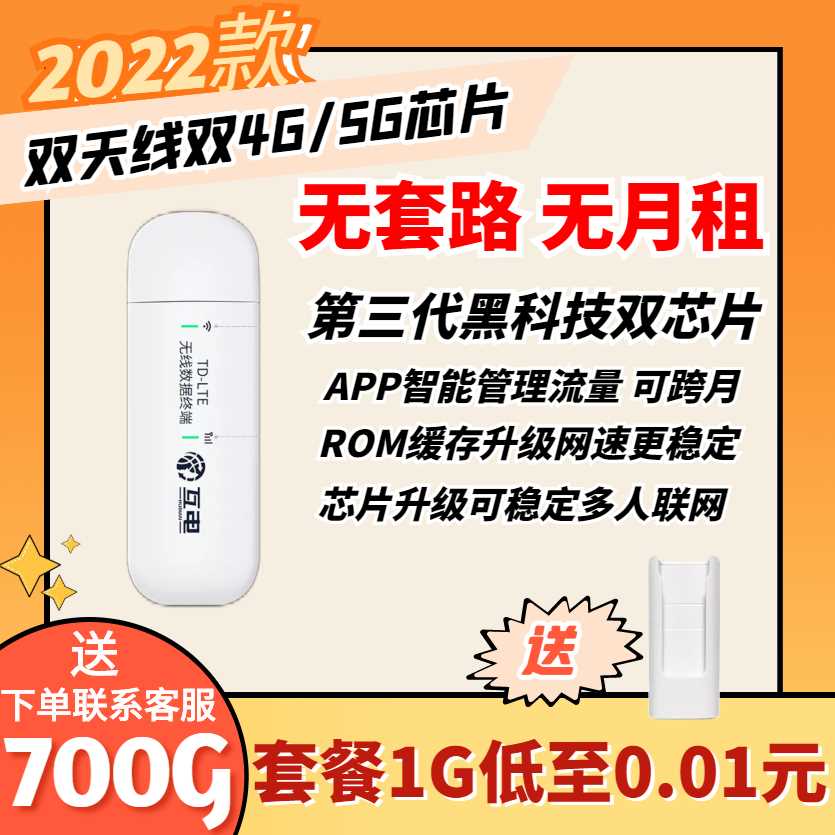 2022款
双天线双4G/5G芯片
无套路 无月租
第三代黑科技双芯片
APP智能管理流量 可跨月
ROM缓存升级网速更稳定
芯片升级可稳定多人联网
TD-LTE
无线数据终端
互电
送
送
下单联系客服
700G
套餐1G低至0.01元